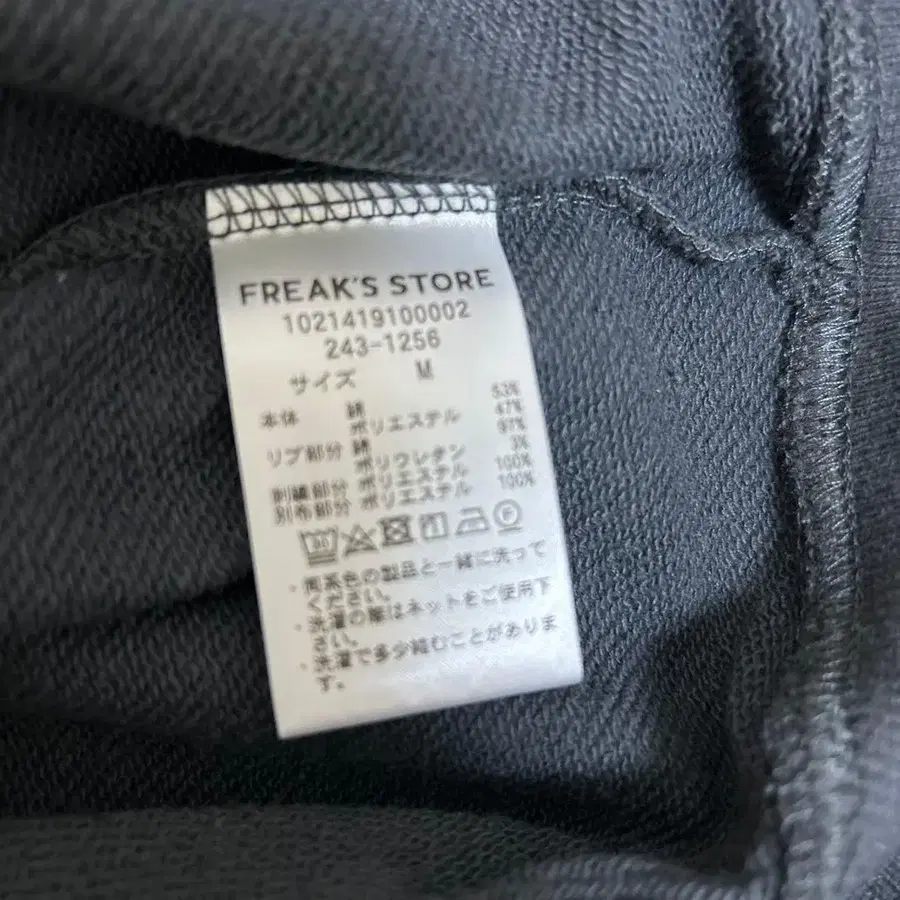 FREAK'S STORE
1021419100002
243-1256
サイズ M
本体 綿 53%
ポリエステル 47%
リブ部分 綿 97%
ポリウレタン 3%
刺繍部分 ポリエステル 100%
別布部分 ポリエステル 100%
・同系色の製品と一緒に洗って
ください。
・洗濯の際はネットをご使用下
さい。
・洗濯で多少縮むことがありま
す。